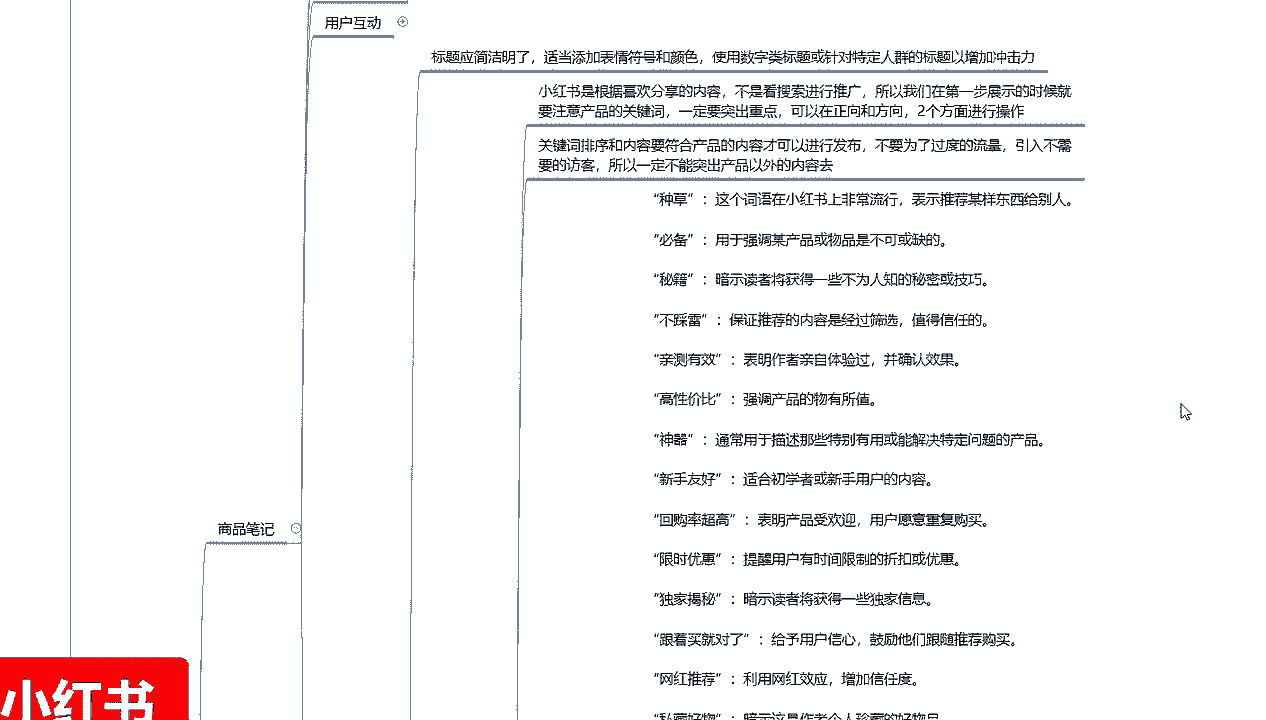 用户互动
标题应简洁明了，适当添加表情符号和颜色，使用数字类标题或针对特定人群的标题以增加冲击力
小红书是根据喜欢分享的内容，不是看搜索进行推广，所以我们在第一步展示的时候就
要注意产品的关键词，一定要突出重点，可以在正向和方向，2个方面进行操作
关键词排序和内容要符合产品的内容才可以进行发布，不要为了过度的流量，引入不需
要的访客，所以一定不能突出产品以外的内容去
“种草”：这个词语在小红书上非常流行，表示推荐某样东西给别人。
“必备”：用于强调某产品或物品是不可或缺的。
“秘籍”：暗示读者将获得一些不为人知的秘密或技巧。
“不踩雷”：保证推荐的内容是经过筛选，值得信任的。
“亲测有效”：表明作者亲自体验过，并确认效果。
“高性价比”：强调产品的物有所值。
“神器”：通常用于描述那些特别有用或能解决特定问题的产品。
“新手友好”：适合初学者或新手用户的内容。
“回购率超高”：表明产品受欢迎，用户愿意重复购买。
商品笔记
“限时优惠”：提醒用户有时间限制的折扣或优惠。
“独家揭秘”：暗示读者将获得一些独家信息。
“跟着买就对了”：给予用户信心，鼓励他们跟随推荐购买。
“网红推荐”：利用网红效应，增加信任度。
小红书
“私藏好物”：暗示这是作者个人珍藏的好物品